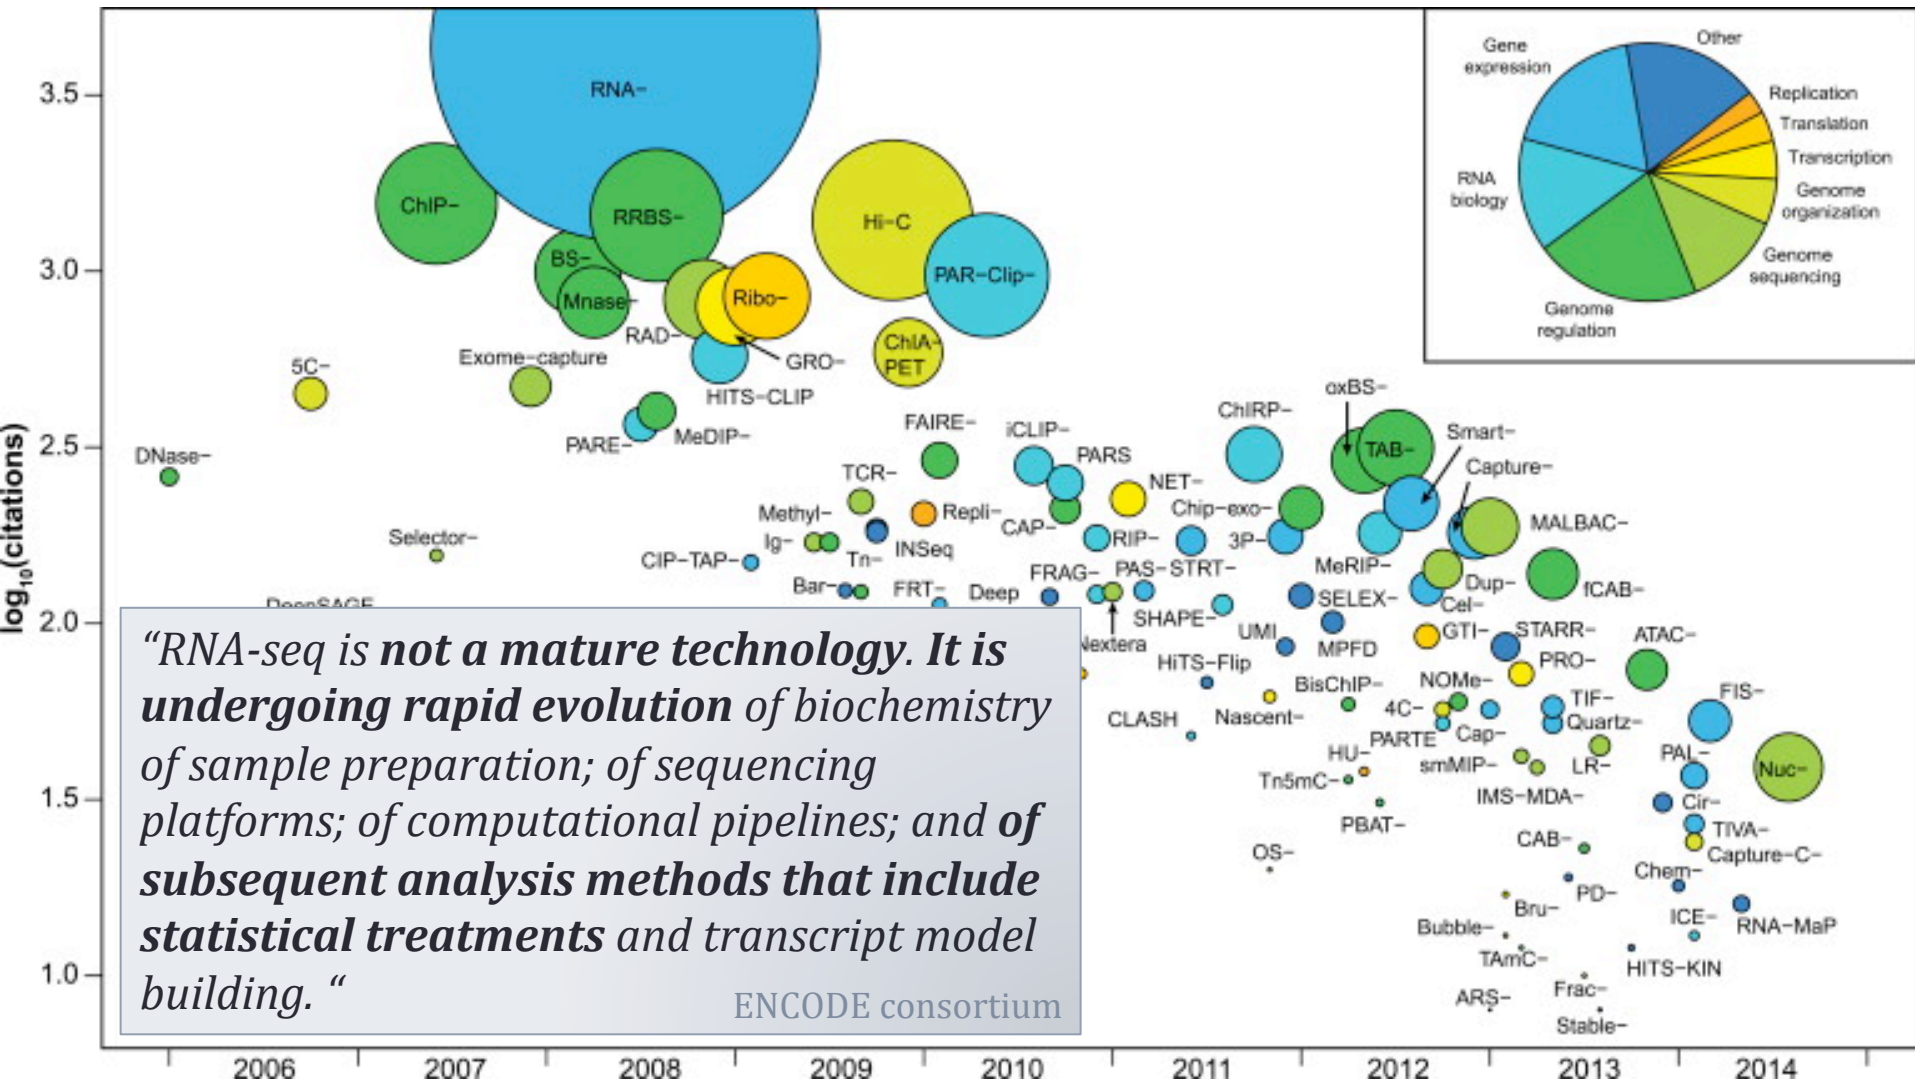 3.5
3.0
2.5
2.0
1.5
1.0
log10(citations)
RNA-
ChIP-
RRBS-
Hi-C
BS-
PAR-Clip-
Mnase-
Ribo-
RAD-
ChIA-
PET
GRO-
5C-
Exome-capture
HITS-CLIP
PARE-
MeDIP-
FAIRE-
iCLIP-
ChIRP-
oxBS-
TAB-
Smart-
Capture-
DNase-
TCR-
PARS
NET-
Methyl-
Repli-
CAP-
Chip-exo-
MALBAC-
Selector-
Ig-
Tn-
INSeq
RIP-
3P-
CIP-TAP-
Bar-
FRT-
Deep
FRAG-
PAS-
STRT-
MeRIP-
Dup-
fCAB-
DeepSAGE
SHAPE-
SELEX-
Cel-
Nextera
UMI
MPFD
GTI-
STARR-
ATAC-
HiTS-Flip
PRO-
BisChIP-
NOMe-
TIF-
FIS-
CLASH
Nascent-
4C-
Quartz-
PARTE
Cap-
HU-
smMIP-
LR-
PAL-
Nuc-
Tn5mC-
IMS-MDA-
Cir-
PBAT-
CAB-
TIVA-
Capture-C-
OS-
Chem-
PD-
Bru-
ICE-
RNA-MaP
Bubble-
TAmC-
HITS-KIN
ARS-
Frac-
Stable-
Gene
expression
Other
Replication
Translation
Transcription
Genome
organization
Genome
sequencing
Genome
regulation
RNA
biology
“RNA-seq is not a mature technology. It is
undergoing rapid evolution of biochemistry
of sample preparation; of sequencing
platforms; of computational pipelines; and of
subsequent analysis methods that include
statistical treatments and transcript model
building. “
ENCODE consortium
2006
2007
2008
2009
2010
2011
2012
2013
2014